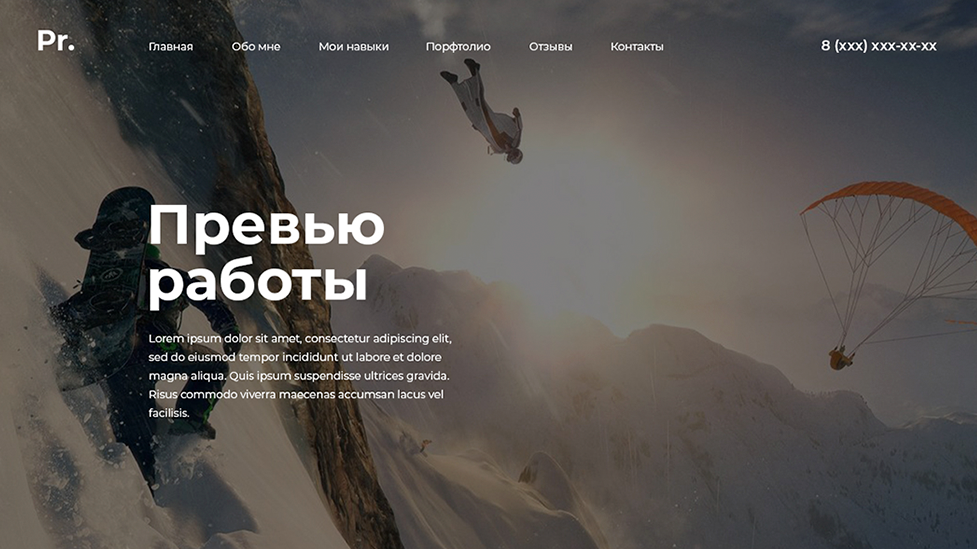 Pr.
Главная Обо мне Мои навыки Порфтолио Отзывы Контакты 8 (xxx) xxx-xx-xx
Превью
работы
Lorem ipsum dolor sit amet, consectetur adipiscing elit,
sed do eiusmod tempor incididunt ut labore et dolore
magna aliqua. Quis ipsum suspendisse ultrices gravida.
Risus commodo viverra maecenas accumsan lacus vel
facilisis.